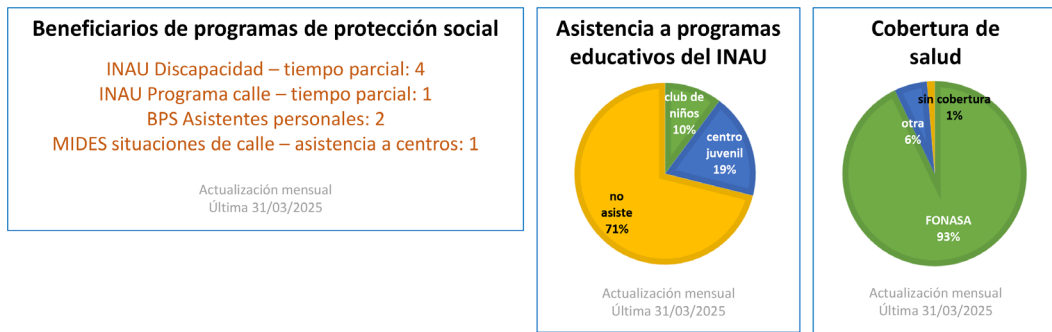 Beneficiarios de programas de protección social
INAU Discapacidad – tiempo parcial: 4
INAU Programa calle – tiempo parcial: 1
BPS Asistentes personales: 2
MIDES situaciones de calle – asistencia a centros: 1
Actualización mensual
Última 31/03/2025
Asistencia a programas
educativos del INAU
club de
niños
10%
centro
juvenil
19%
no
asiste
71%
Actualización mensual
Última 31/03/2025
Cobertura de
salud
sin cobertura
1%
otra
6%
FONASA
93%
Actualización mensual
Última 31/03/2025